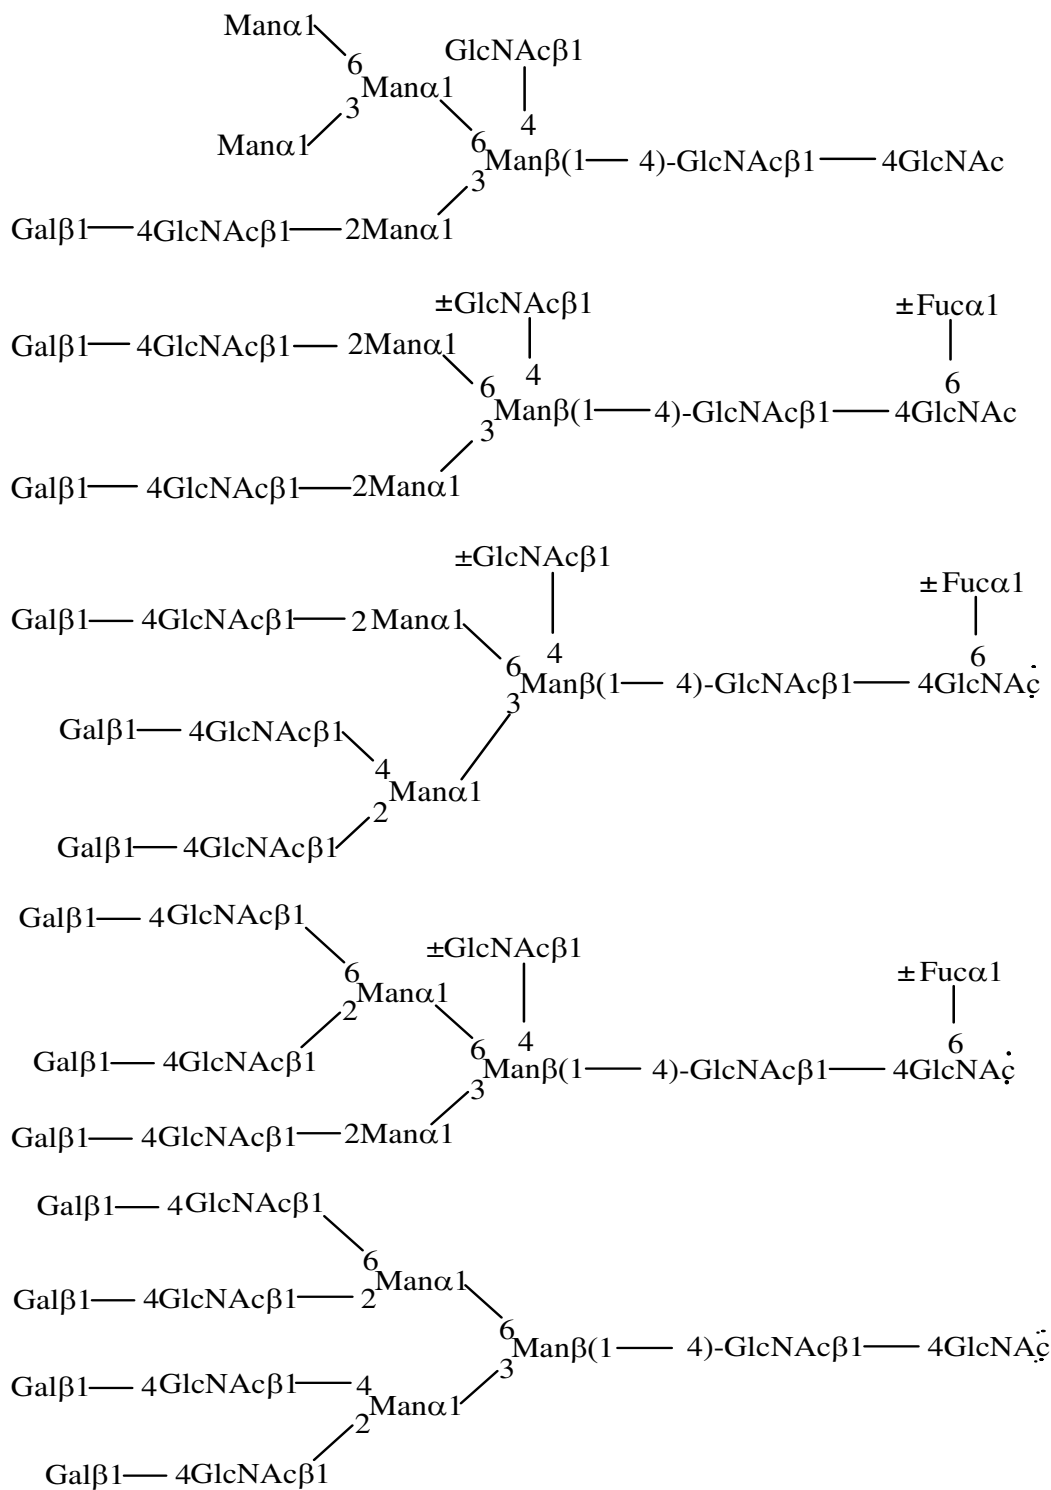 Manα1
GlcNAcβ1
6
Manα1
3
4
Manα1
6
Manβ(1 4)-GlcNAcβ1 4GlcNAc
3
Galβ1 4GlcNAcβ1 2Manα1
±GlcNAcβ1 ±Fucα1
Galβ1 4GlcNAcβ1 2Manα1
4
6 6
Manβ(1 4)-GlcNAcβ1 4GlcNAc
3
Galβ1 4GlcNAcβ1 2Manα1
±GlcNAcβ1
±Fucα1
Galβ1 4GlcNAcβ1 2Manα1
4 6
6
Manβ(1 4)-GlcNAcβ1 4GlcNAc
3
Galβ1 4GlcNAcβ1
4
Manα1
2
Galβ1 4GlcNAcβ1
Galβ1 4GlcNAcβ1
±GlcNAcβ1
±Fucα1
6
Manα1
2
4 6
6
Galβ1 4GlcNAcβ1
Manβ(1 4)-GlcNAcβ1 4GlcNAc
3
Galβ1 4GlcNAcβ1 2Manα1
Galβ1 4GlcNAcβ1
6
Manα1
Galβ1 4GlcNAcβ1 2
6
Manβ(1 4)-GlcNAcβ1 4GlcNAc
3
Galβ1 4GlcNAcβ1 4
Manα1
2
Galβ1 4GlcNAcβ1